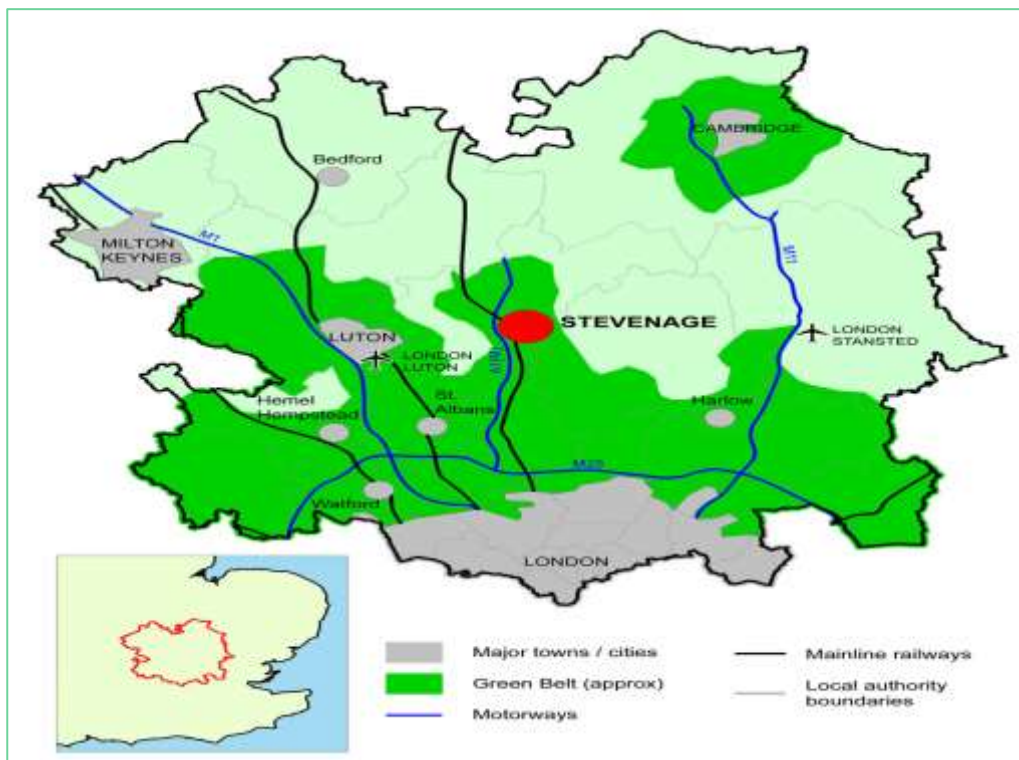 CAMBRIDGE
Bedford
MILTON
KEYNES
M1
M11
STEVENAGE
LUTON
LONDON
STANSTED
LONDON
LUTON
Hemel
Hempstead
St.
Albans
Harlow
M25
Watford
LONDON
Major towns / cities
Green Belt (approx)
Motorways
Mainline railways
Local authority
boundaries